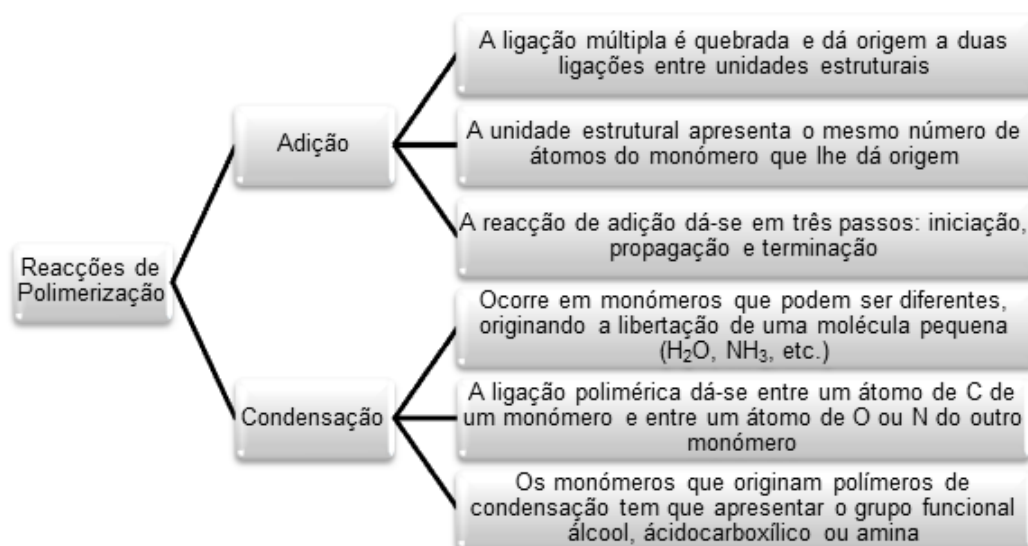 Reacções de
Polimerização
Adição
A ligação múltipla é quebrada e dá origem a duas
ligações entre unidades estruturais
A unidade estrutural apresenta o mesmo número de
átomos do monómero que lhe dá origem
A reacção de adição dá-se em três passos: iniciação,
propagação e terminação
Condensação
Ocorre em monómeros que podem ser diferentes,
originando a libertação de uma molécula pequena
(H₂O, NH₃, etc.)
A ligação polimérica dá-se entre um átomo de C de
um monómero e entre um átomo de O ou N do outro
monómero
Os monómeros que originam polímeros de
condensação tem que apresentar o grupo funcional
álcool, ácidocarboxílico ou amina